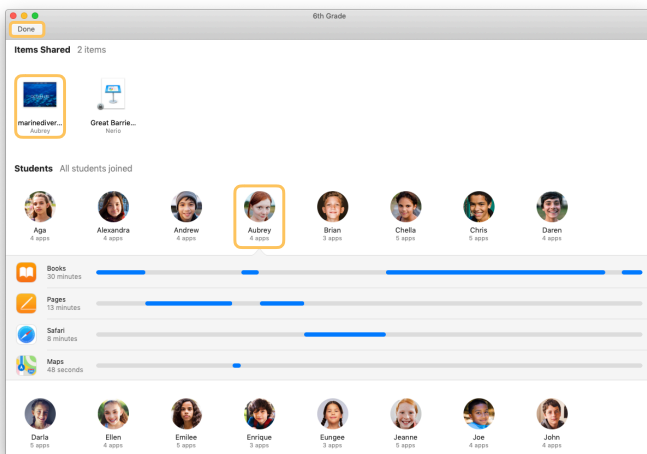 6th Grade
Done
Items Shared 2 items
marinediver... Great Barrie...
Aubrey Nerio
Students All students joined
Aga Alexandra Andrew Aubrey Brian Chella Chris Daren
4 apps 4 apps 4 apps 4 apps 3 apps 5 apps 5 apps 4 apps
Books
30 minutes
Pages
13 minutes
Safari
8 minutes
Maps
48 seconds
Darla Ellen Emilee Enrique Eungee Jeanne Joe John
5 apps 4 apps 5 apps 3 apps 3 apps 5 apps 4 apps 4 apps